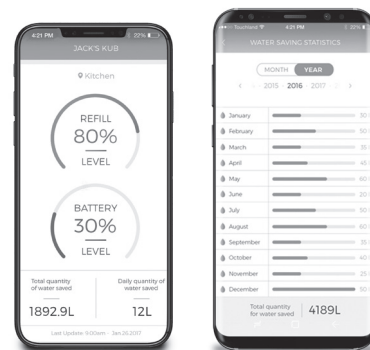 4:21 PM
22%
JACK'S KUB
Kitchen
REFILL
80%
LEVEL
BATTERY
30%
LEVEL
Total quantity
of water saved
Daily quantity of
water saved
1892.9L
12L
Last Update: 9:00am - Jan.26.2017
Touchland
4:21 PM
22%
WATER SAVING STATISTICS
MONTH
YEAR
2015 - 2016 - 2017
January
February
March
April
May
June
July
August
September
October
November
December
Total quantity
for water saved
4189L